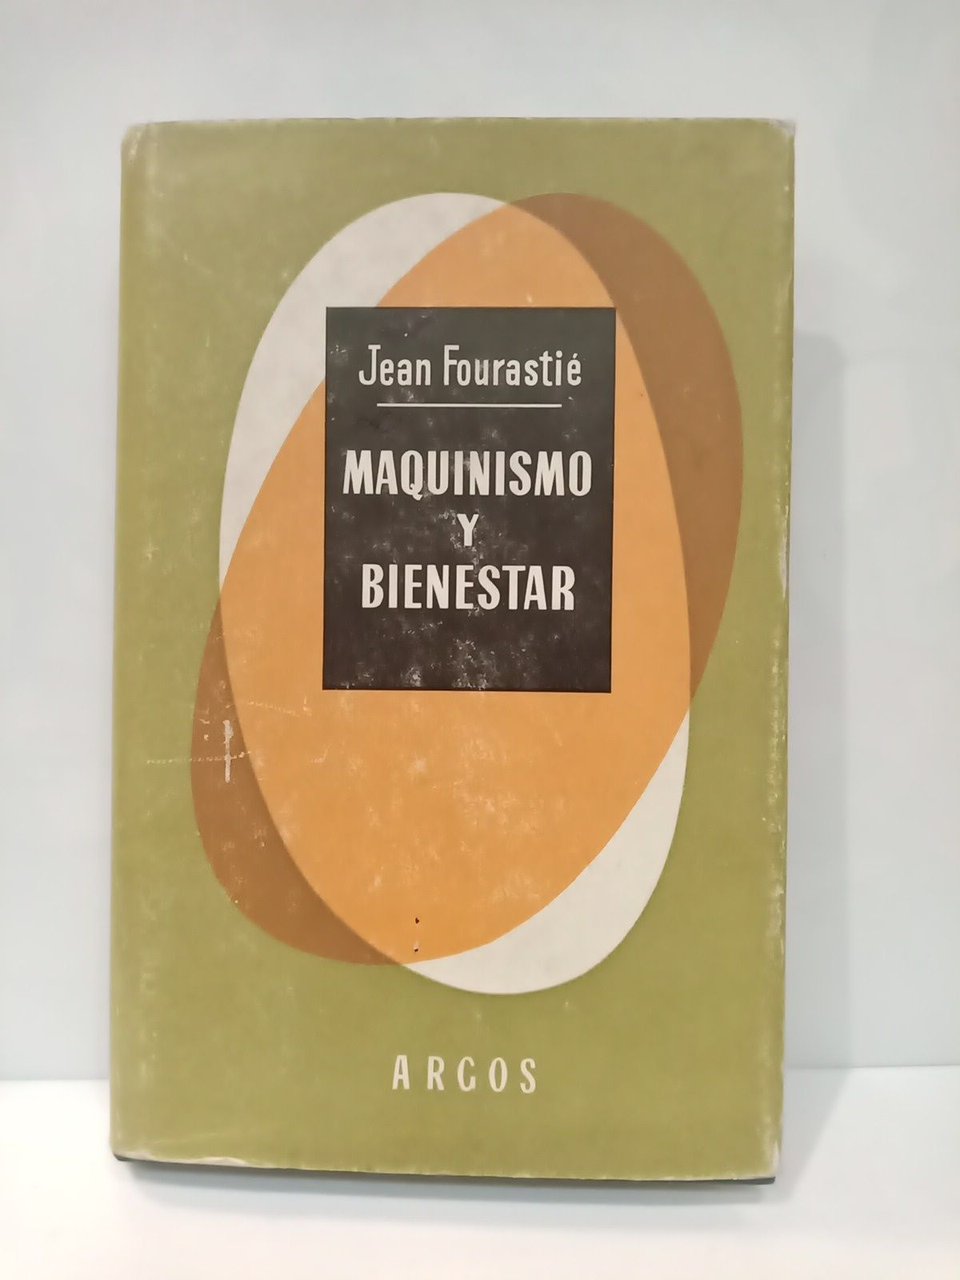 Jean Fourastié
MAQUINISMO
Y
BIENESTAR
ARGOS